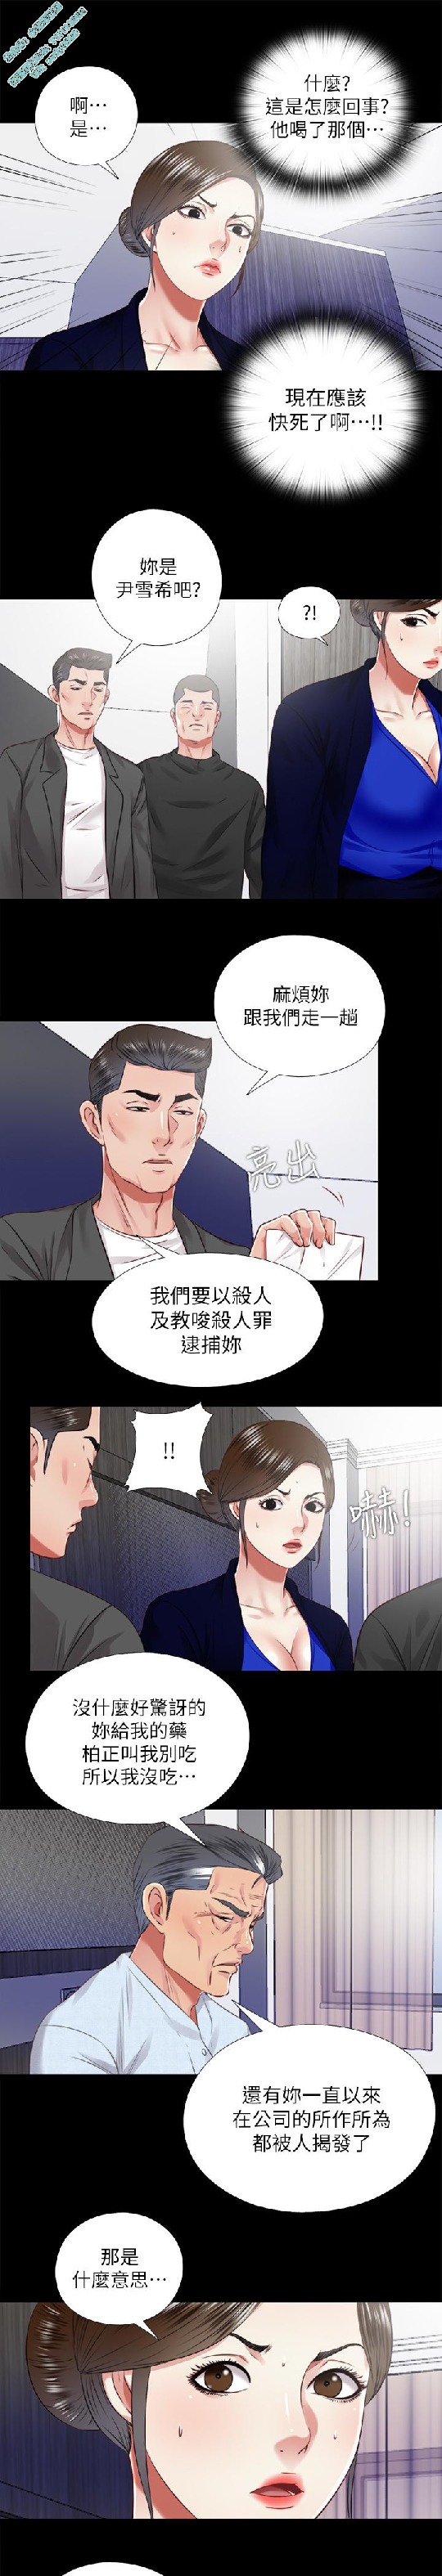 啊⋯
是⋯
什麼?
這是怎麼回事?
他喝了那個⋯
現在應該
快死了啊⋯!!
妳是
尹雪希吧?
?!
麻煩妳
跟我們走一趟
亮出
我們要以殺人
及教唆殺人罪
逮捕妳
!!
嚇!
沒什麼好驚訝的
妳給我的藥
柏正叫我別吃
所以我沒吃⋯
還有妳一直以來
在公司的所作所為
都被人揭發了
那是
什麼意思⋯